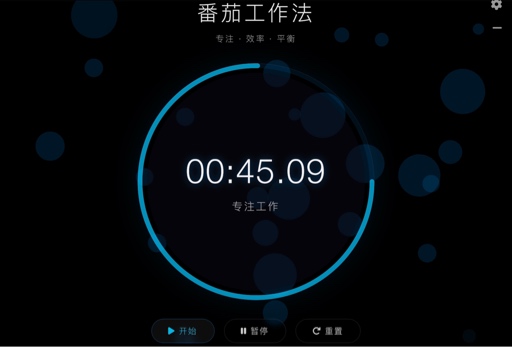 番茄工作法
专注 · 效率 · 平衡
00:45.09
专注工作
开始
暂停
重置